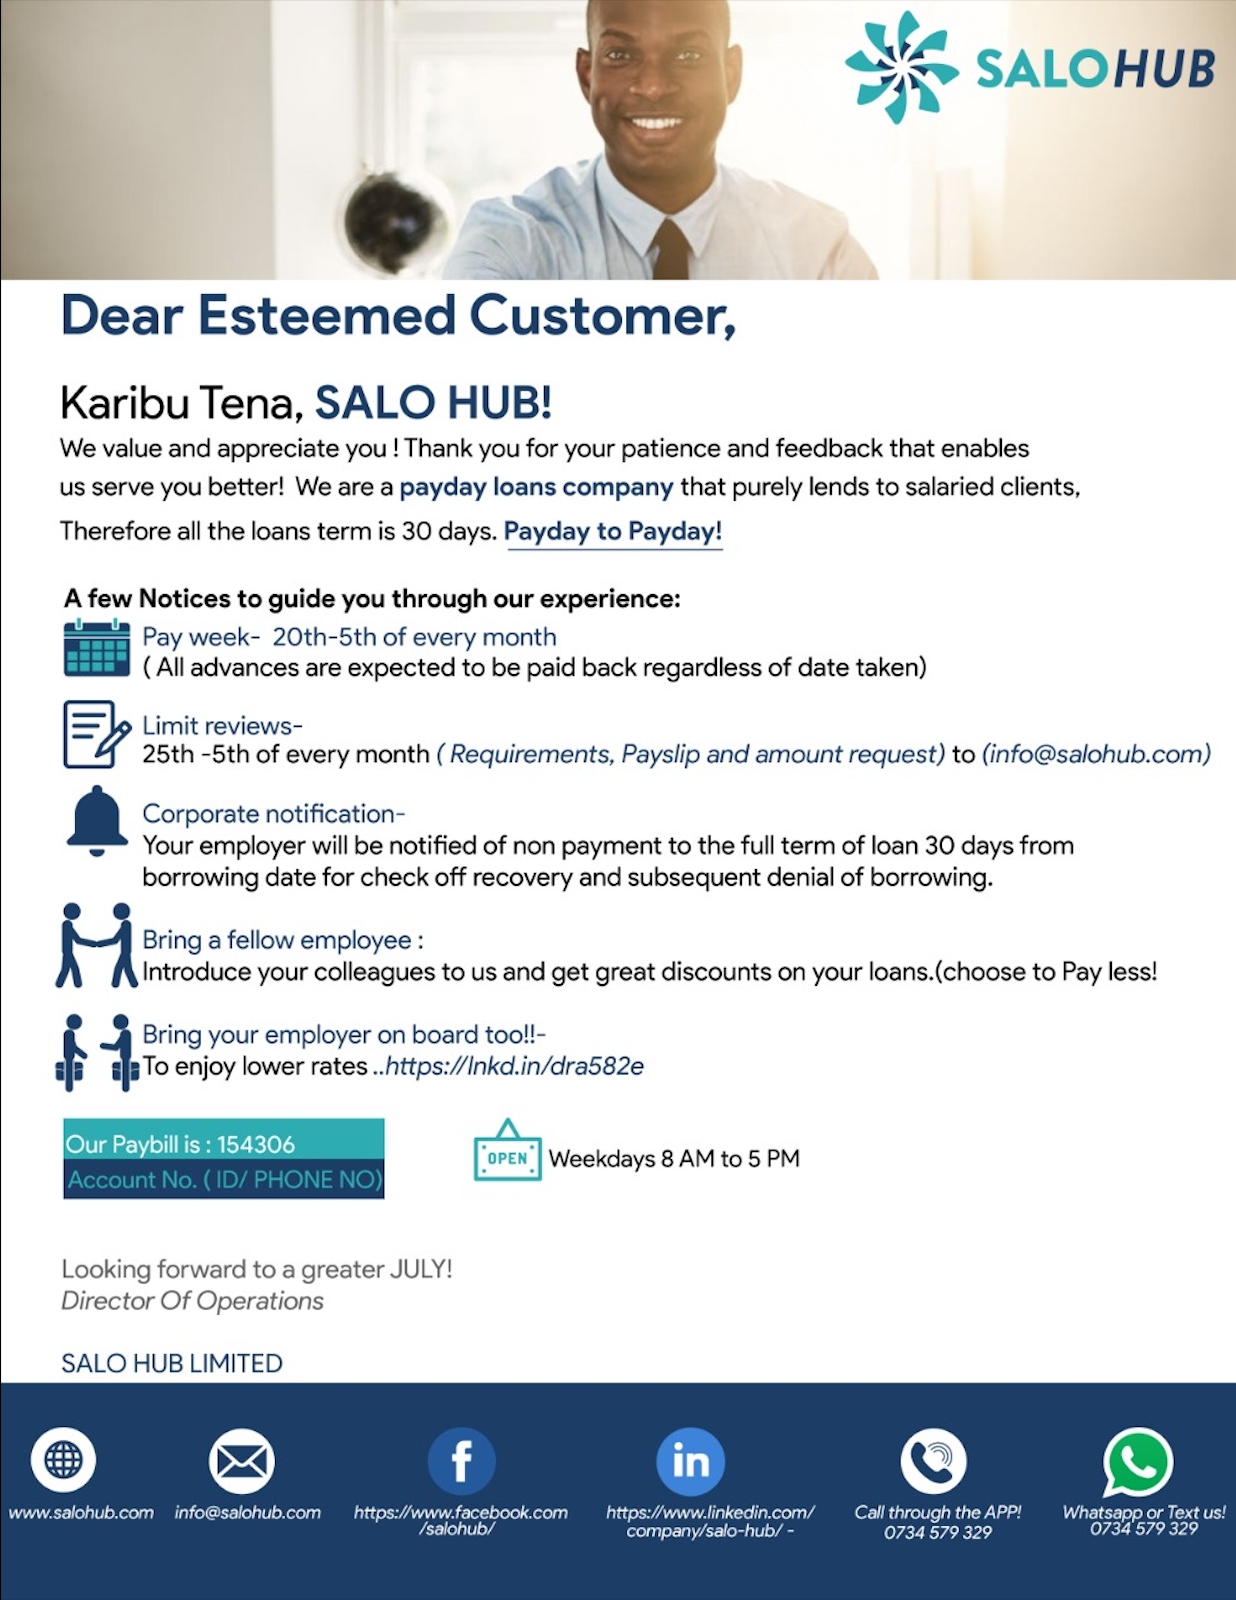 SALOHUB
Dear Esteemed Customer,
Karibu Tena, SALO HUB!
We value and appreciate you ! Thank you for your patience and feedback that enables
us serve you better!  We are a payday loans company that purely lends to salaried clients,
Therefore all the loans term is 30 days. Payday to Payday!
A few Notices to guide you through our experience:
Pay week-  20th-5th of every month
( All advances are expected to be paid back regardless of date taken)
Limit reviews-
25th -5th of every month ( Requirements, Payslip and amount request) to (info@salohub.com)
Corporate notification-
Your employer will be notified of non payment to the full term of loan 30 days from
borrowing date for check off recovery and subsequent denial of borrowing.
Bring a fellow employee :
Introduce your colleagues to us and get great discounts on your loans.(choose to Pay less!
Bring your employer on board too!!-
To enjoy lower rates ..https://lnkd.in/dra582e
Our Paybill is : 154306
Account No. ( ID/ PHONE NO)
OPEN
Weekdays 8 AM to 5 PM
Looking forward to a greater JULY!
Director Of Operations
SALO HUB LIMITED
www.salohub.com
info@salohub.com
https://www.facebook.com
/salohub/
https://www.linkedin.com/
company/salo-hub/ -
Call through the APP!
0734 579 329
Whatsapp or Text us!
0734 579 329